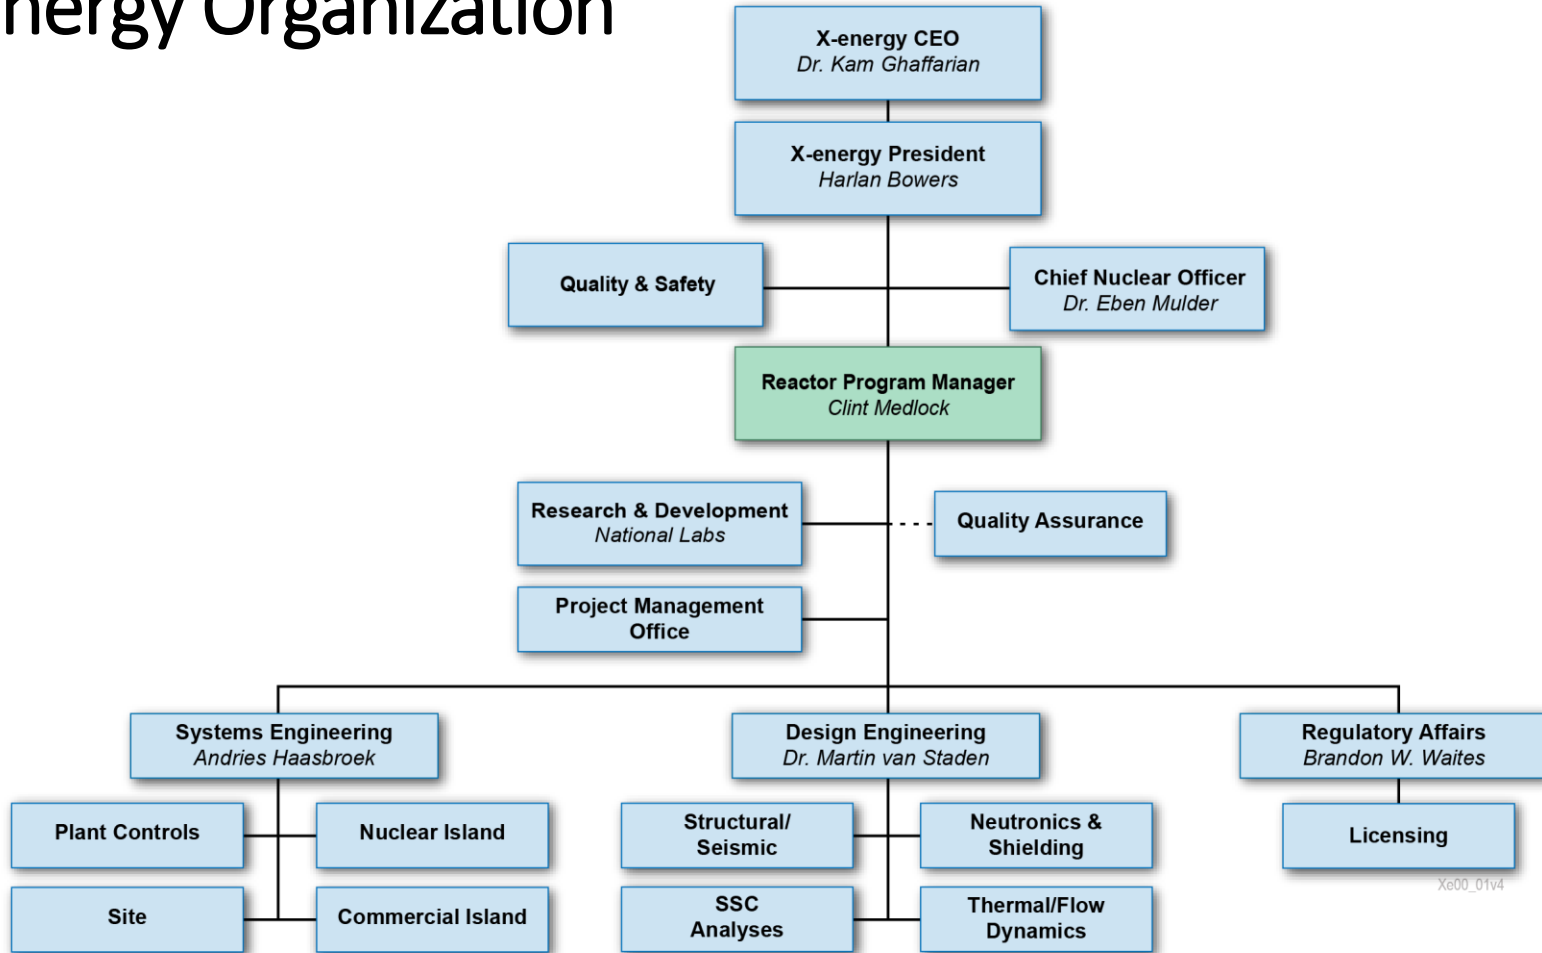 nergy Organization
X-energy CEO
Dr. Kam Ghaffarian
X-energy President
Harlan Bowers
Quality & Safety
Chief Nuclear Officer
Dr. Eben Mulder
Reactor Program Manager
Clint Medlock
Research & Development
National Labs
Quality Assurance
Project Management
Office
Systems Engineering
Andries Haasbroek
Design Engineering
Dr. Martin van Staden
Regulatory Affairs
Brandon W. Waites
Plant Controls
Nuclear Island
Structural/
Seismic
Neutronics &
Shielding
Licensing
Xe00_01v4
Site
Commercial Island
SSC
Analyses
Thermal/Flow
Dynamics